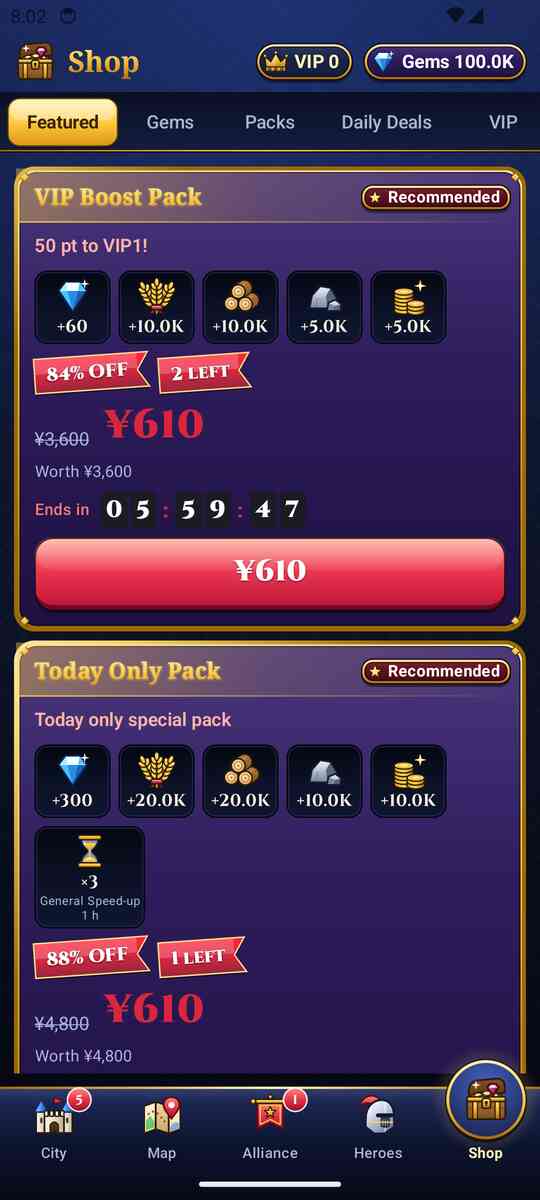 8:02
Shop
VIP 0
Gems 100.0K
Featured
Gems
Packs
Daily Deals
VIP
VIP Boost Pack
Recommended
50 pt to VIP1!
+60
+10.0K
+10.0K
+5.0K
+5.0K
84% OFF
2 LEFT
¥3,600
¥610
Worth ¥3,600
Ends in 05:59:47
¥610
Today Only Pack
Recommended
Today only special pack
+300
+20.0K
+20.0K
+10.0K
+10.0K
×3
General Speed-up
1 h
88% OFF
1 LEFT
¥4,800
¥610
Worth ¥4,800
5
1
City
Map
Alliance
Heroes
Shop